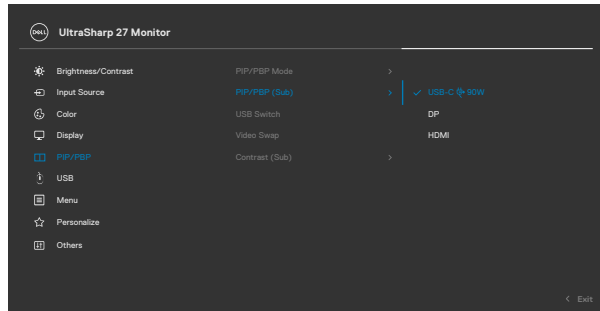 DELL UltraSharp 27 Monitor
Brightness/Contrast
Input Source
Color
Display
PIP/PBP
USB
Menu
Personalize
Others
PIP/PBP Mode
PIP/PBP (Sub)
USB Switch
Video Swap
Contrast (Sub)
USB-C 90W
DP
HDMI
Exit